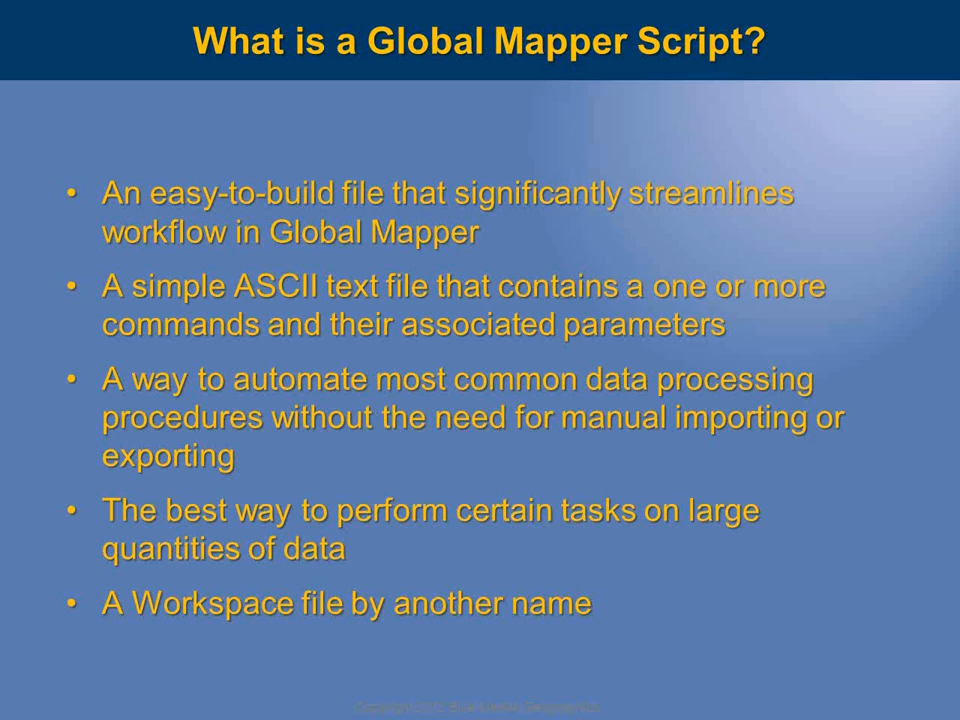 What is a Global Mapper Script?
• An easy-to-build file that significantly streamlines
workflow in Global Mapper
• A simple ASCII text file that contains a one or more
commands and their associated parameters
• A way to automate most common data processing
procedures without the need for manual importing or
exporting
• The best way to perform certain tasks on large
quantities of data
• A Workspace file by another name